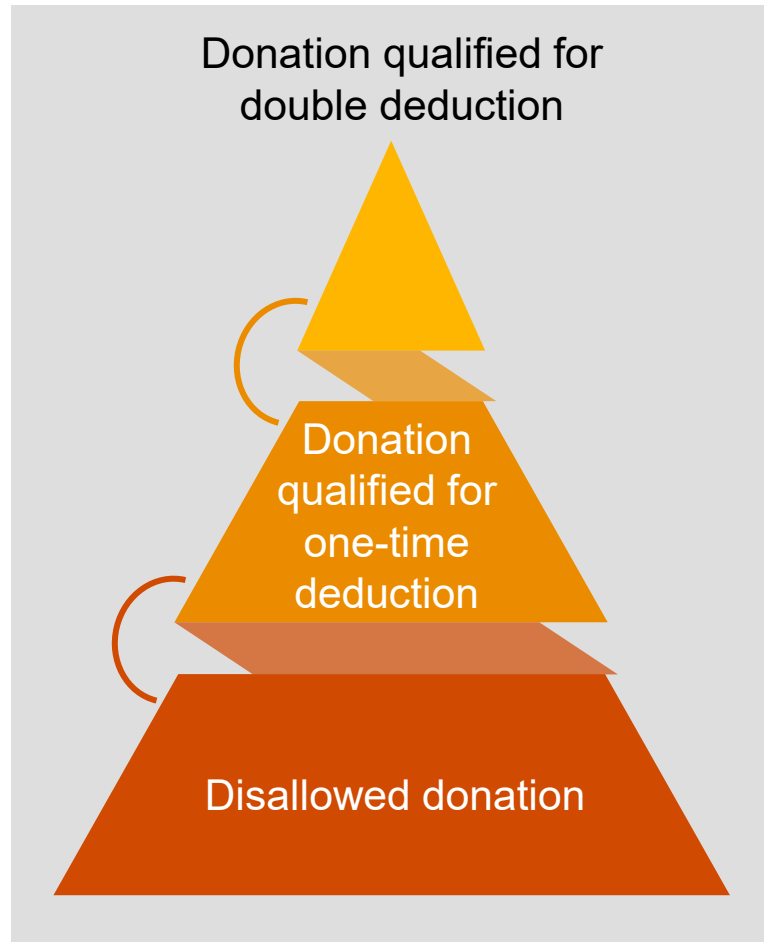 Donation qualified for
double deduction
Donation
qualified for
one-time
deduction
Disallowed donation